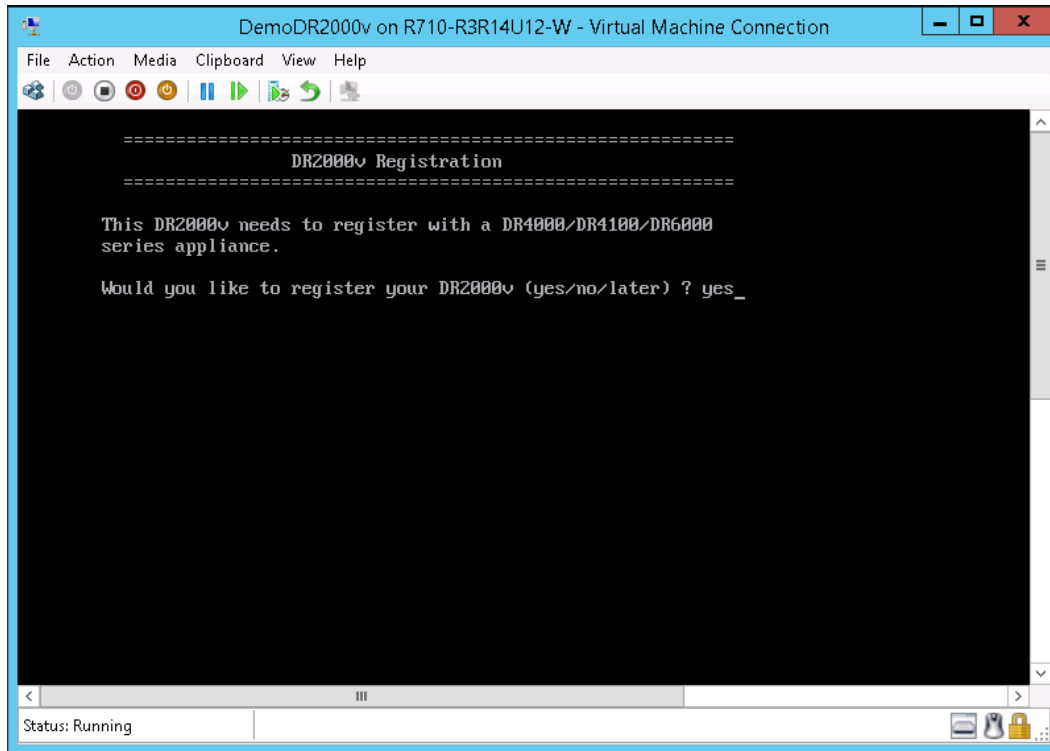 DemoDR2000v on R710-R3R14U12-W - Virtual Machine Connection
File Action Media Clipboard View Help
==========================================================
DR2000v Registration
==========================================================
This DR2000v needs to register with a DR4000/DR4100/DR6000
series appliance.
Would you like to register your DR2000v (yes/no/later) ? yes_
Status: Running